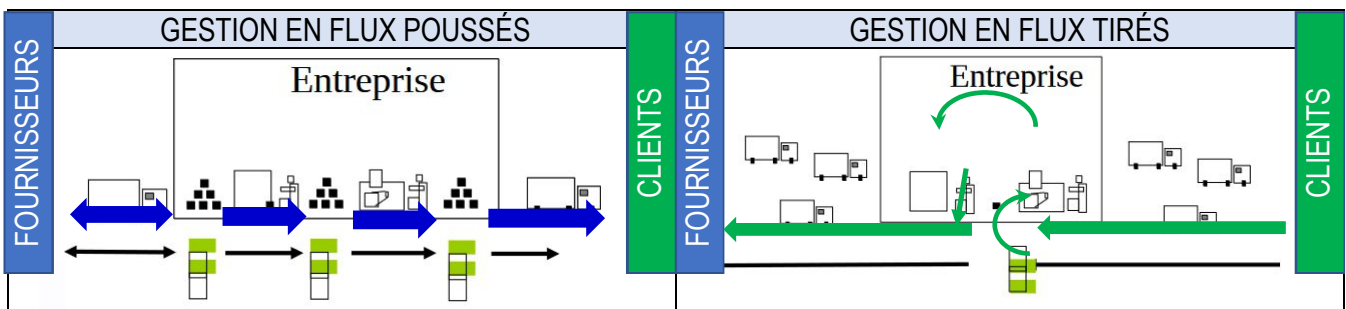 FOURNISSEURS
GESTION EN FLUX POUSSÉS
Entreprise
CLIENTS
FOURNISSEURS
GESTION EN FLUX TIRÉS
Entreprise
CLIENTS